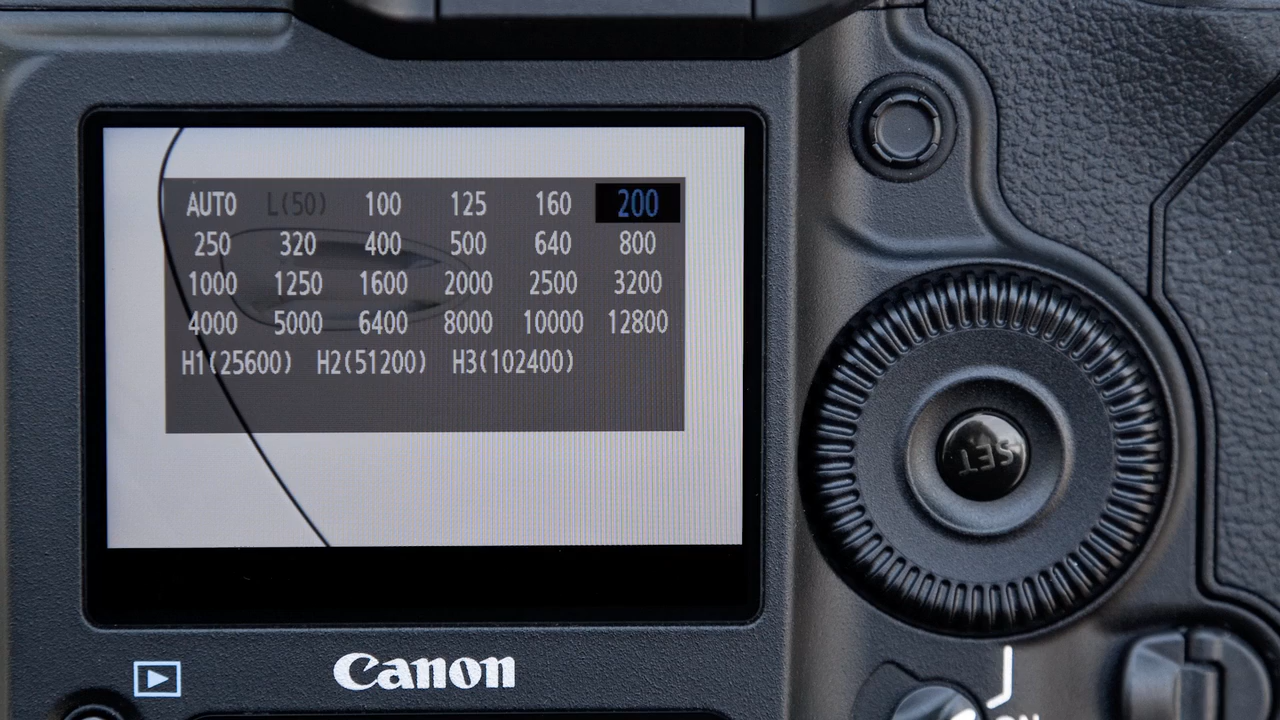 AUTO L(50) 100 125 160 200
250 320 400 500 640 800
1000 1250 1600 2000 2500 3200
4000 5000 6400 8000 10000 12800
H1(25600) H2(51200) H3(102400)
SET
Canon
ON